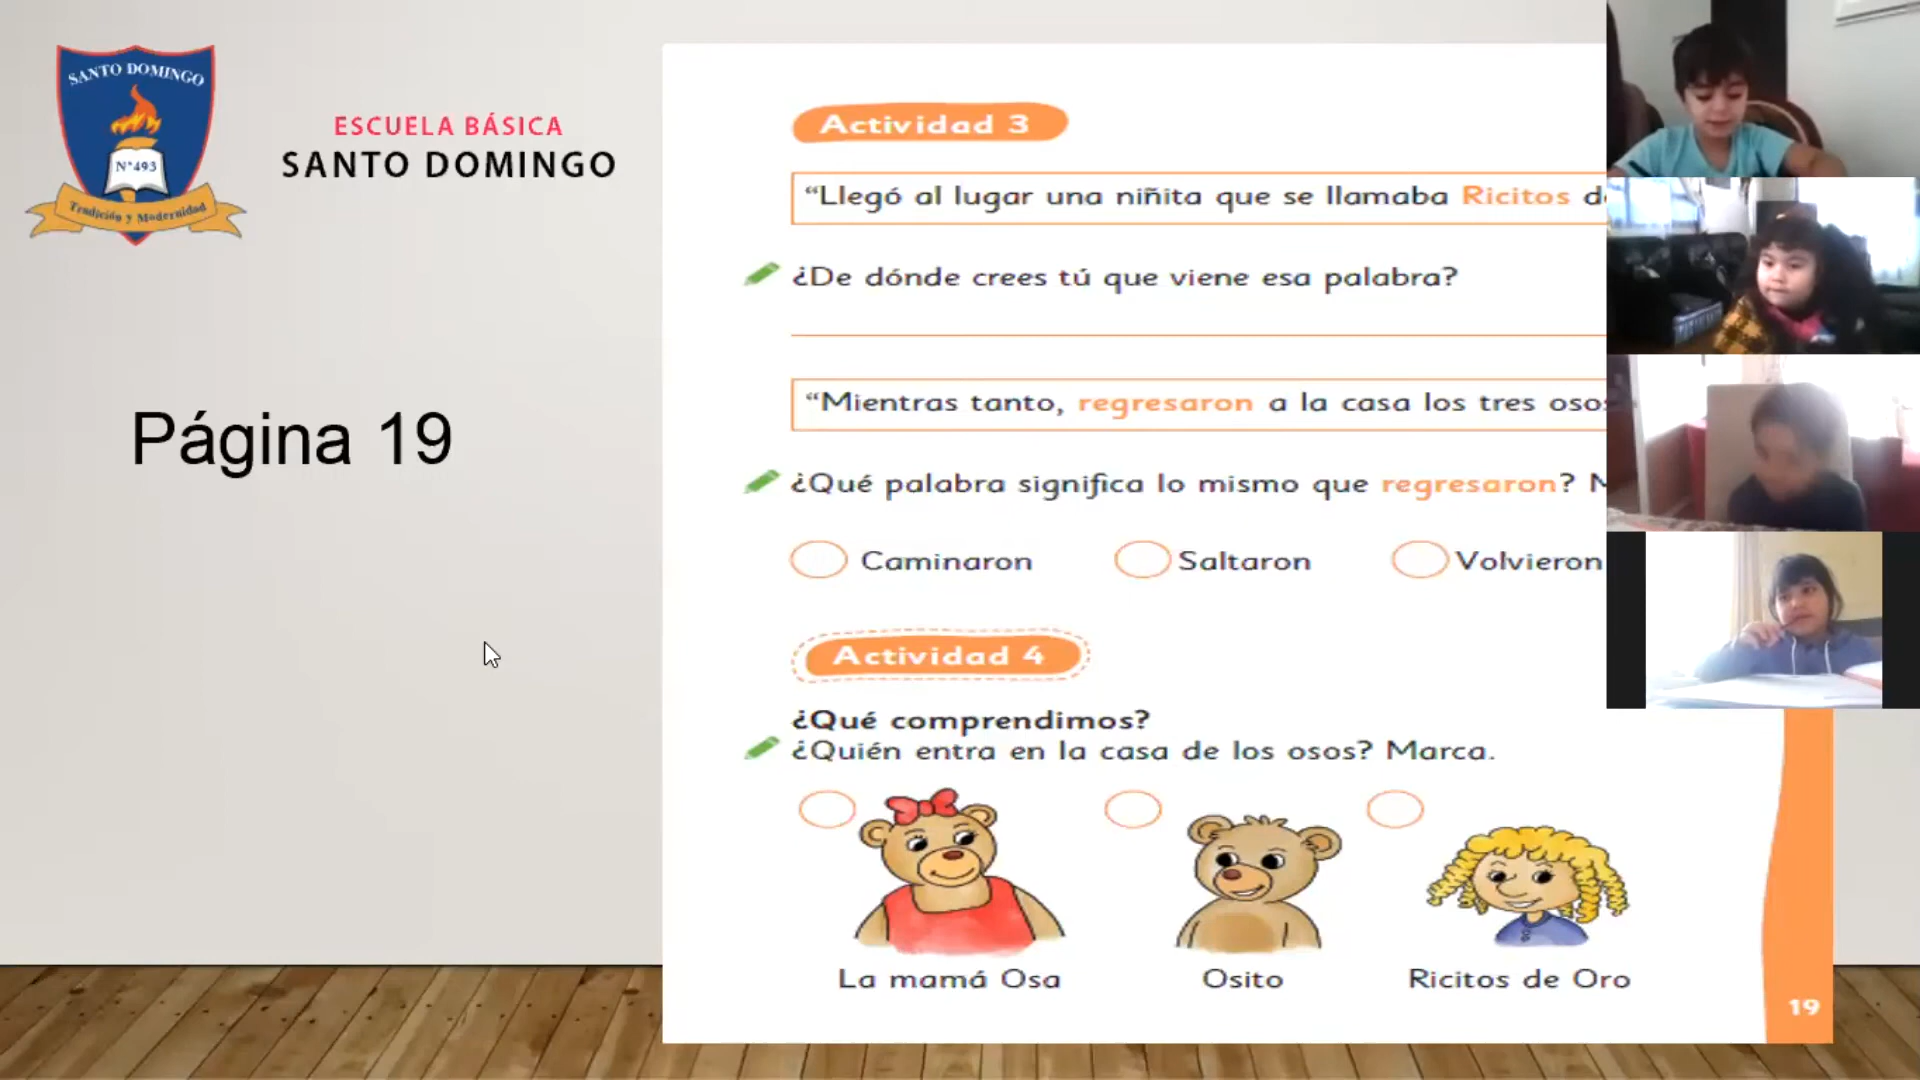 SANTO DOMINGO
N°493
Tradición y Modernidad
ESCUELA BÁSICA
SANTO DOMINGO
Página 19
Actividad 3
“Llegó al lugar una niñita que se llamaba Ricitos
¿De dónde crees tú que viene esa palabra?
“Mientras tanto, regresaron a la casa los tres osos
¿Qué palabra significa lo mismo que regresaron?
Caminaron Saltaron Volvieron
Actividad 4
¿Qué comprendimos?
¿Quién entra en la casa de los osos? Marca.
La mamá Osa Osito Ricitos de Oro
19